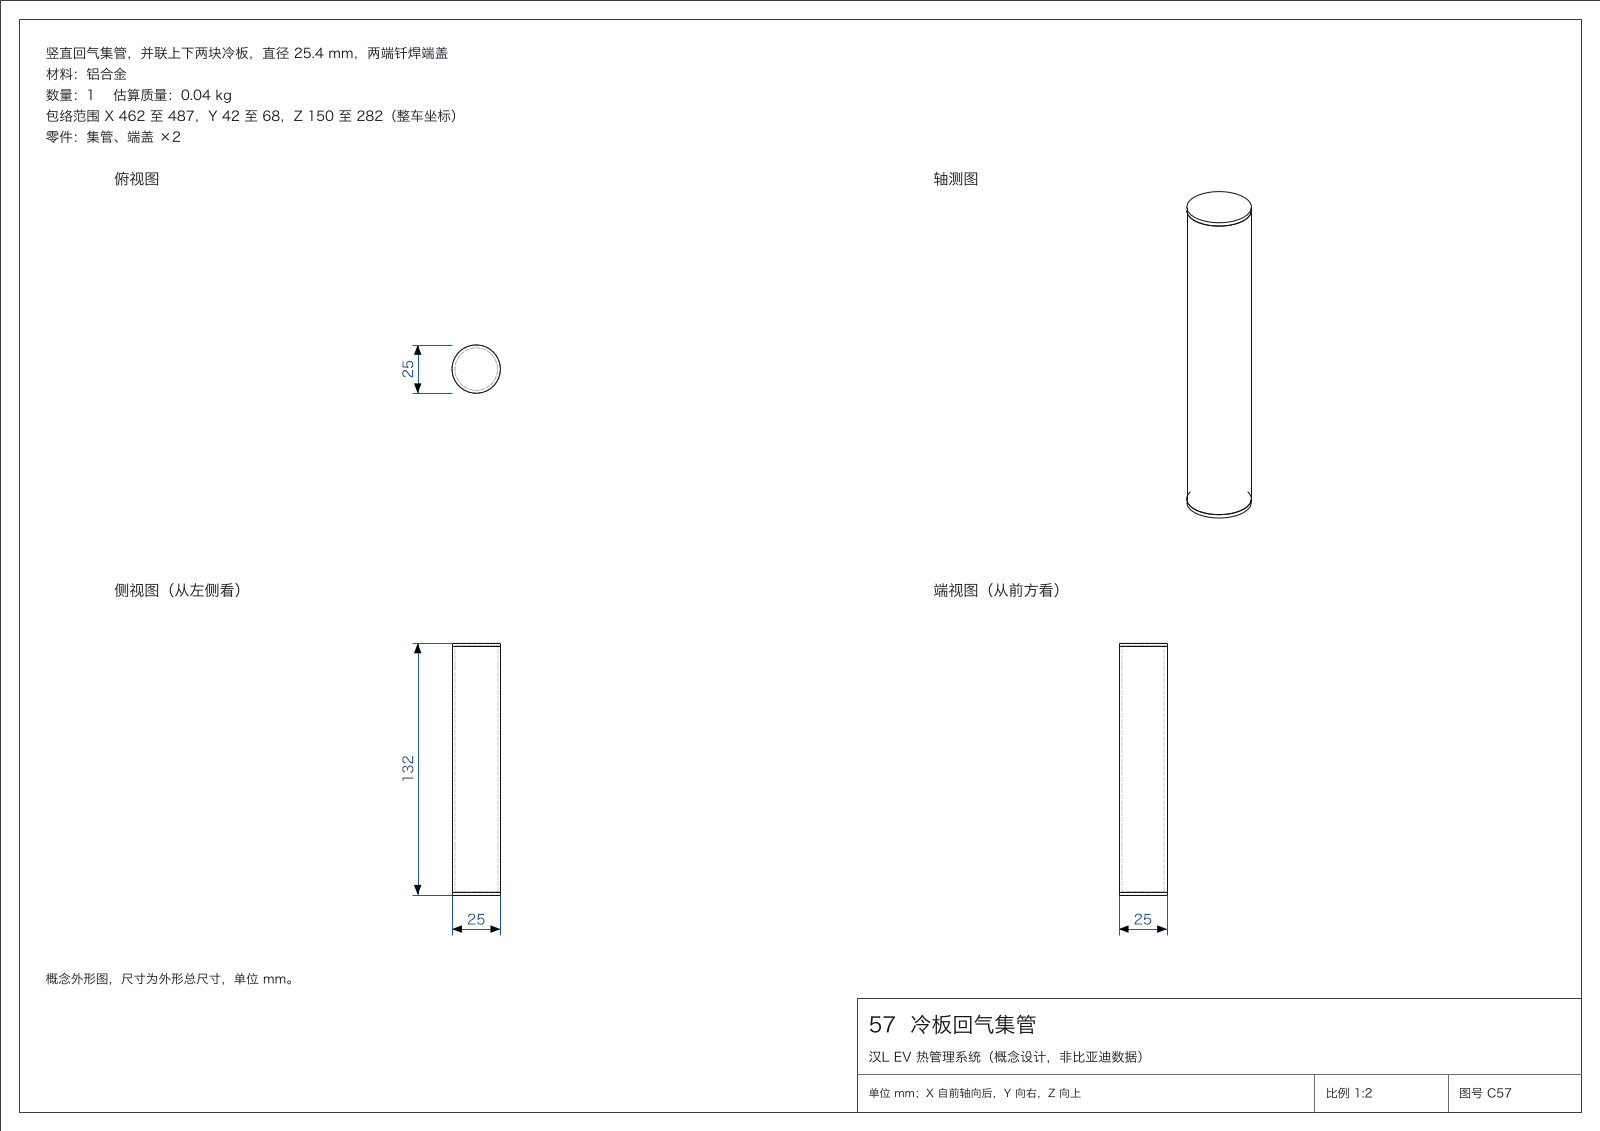 竖直回气集管，并联上下两块冷板，直径 25.4 mm，两端钎焊端盖
材料：铝合金
数量：1　估算质量：0.04 kg
包络范围 X 462 至 487，Y 42 至 68，Z 150 至 282（整车坐标）
零件：集管、端盖 ×2
俯视图
轴测图
25
侧视图（从左侧看）
端视图（从前方看）
132
25
25
概念外形图，尺寸为外形总尺寸，单位 mm。
57 冷板回气集管
汉L EV 热管理系统（概念设计，非比亚迪数据）
单位 mm；X 自前轴向后，Y 向右，Z 向上
比例 1:2
图号 C57